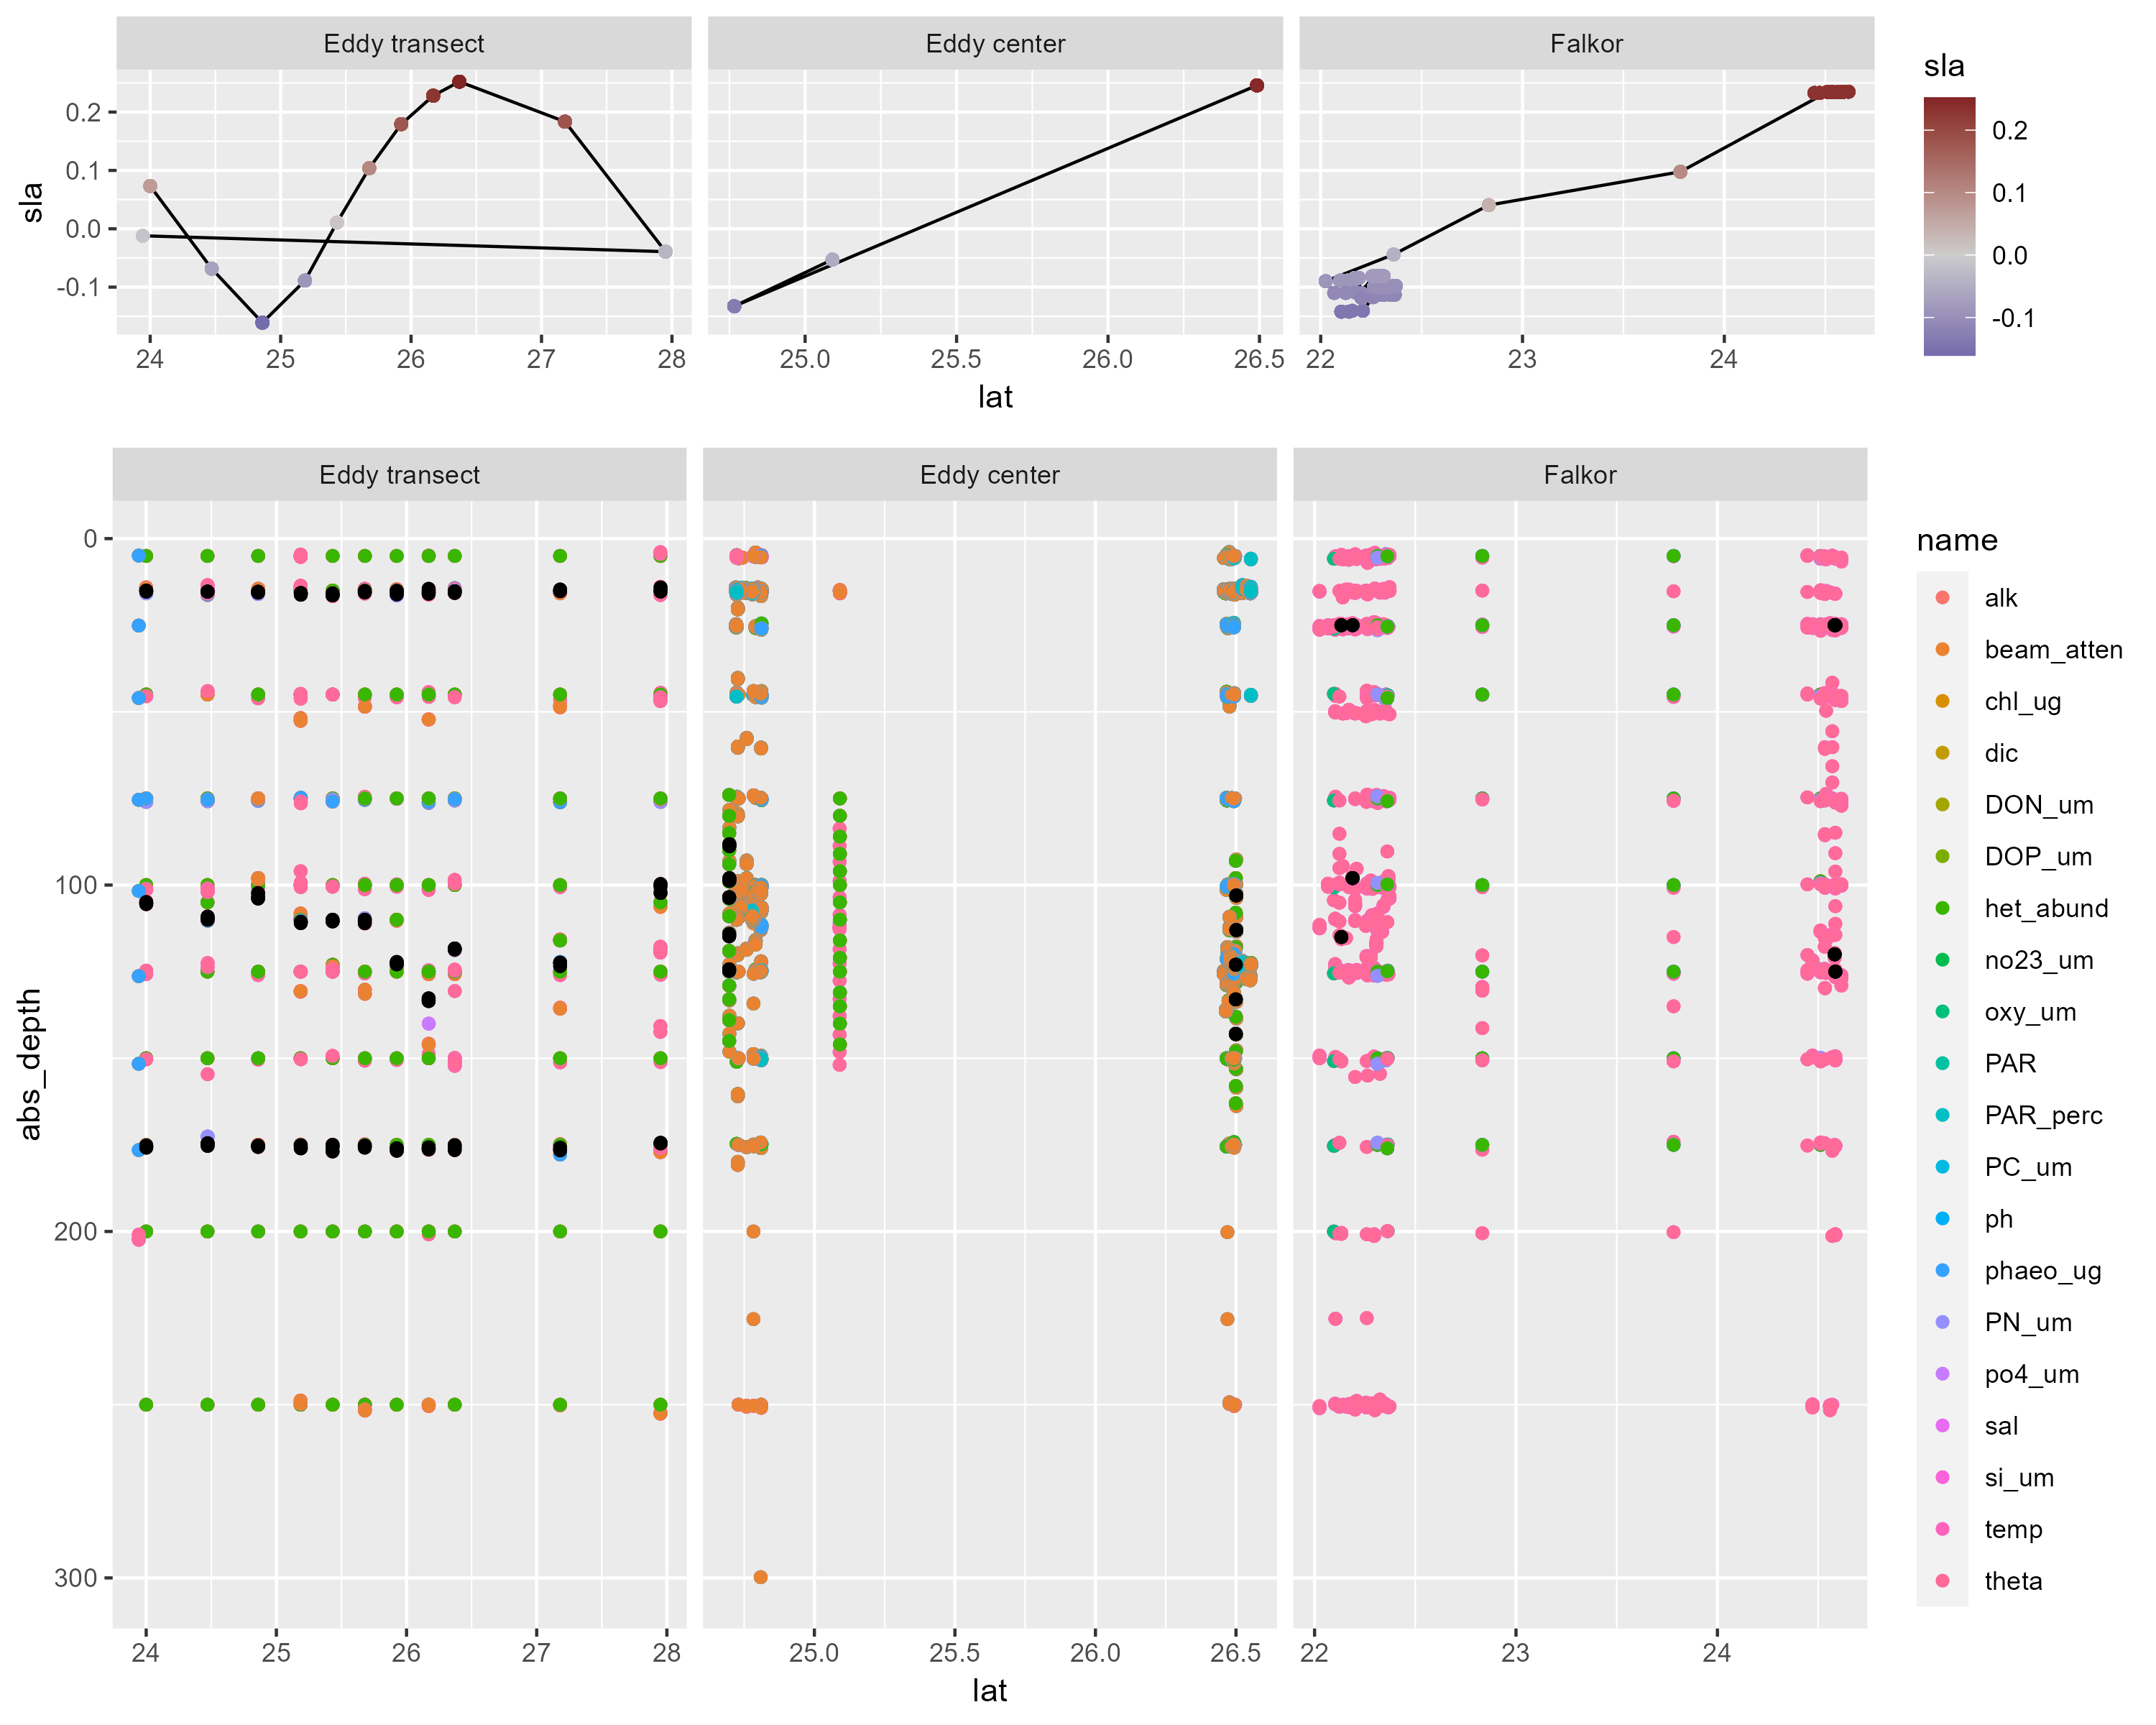 Eddy transect Eddy center Falkor
sla
0.2
0.1
0.0
-0.1
sla
24 25 26 27 28
25.0 25.5 26.0 26.5
22 23 24
lat
sla
0.2
0.1
0.0
-0.1
Eddy transect Eddy center Falkor
abs_depth
0
100
200
300
24 25 26 27 28
25.0 25.5 26.0 26.5
22 23 24
lat
name
alk
beam_atten
chl_ug
dic
DON_um
DOP_um
het_abund
no23_um
oxy_um
PAR
PAR_perc
PC_um
ph
phaeo_ug
PN_um
po4_um
sal
si_um
temp
theta